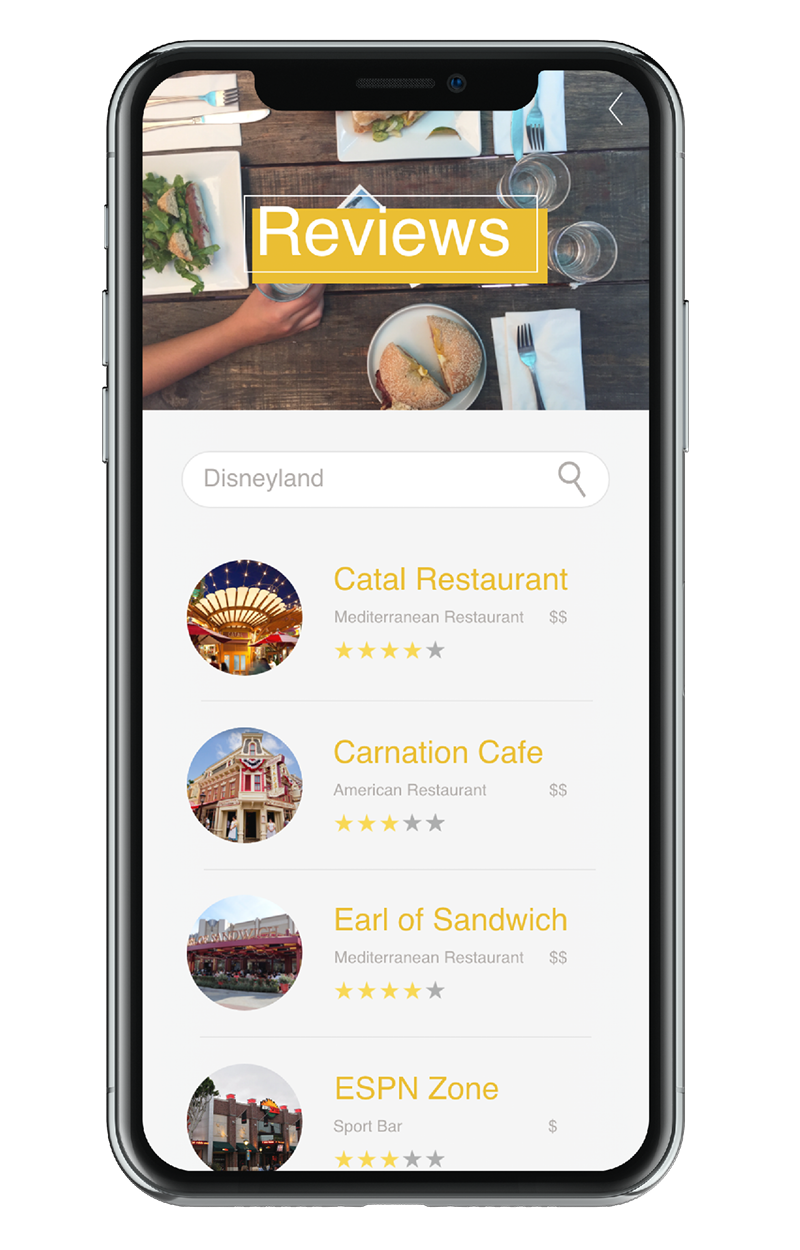 Reviews
Disneyland
Catal Restaurant
Mediterranean Restaurant $$
Carnation Cafe
American Restaurant $$
Earl of Sandwich
Mediterranean Restaurant $$
ESPN Zone
Sport Bar $